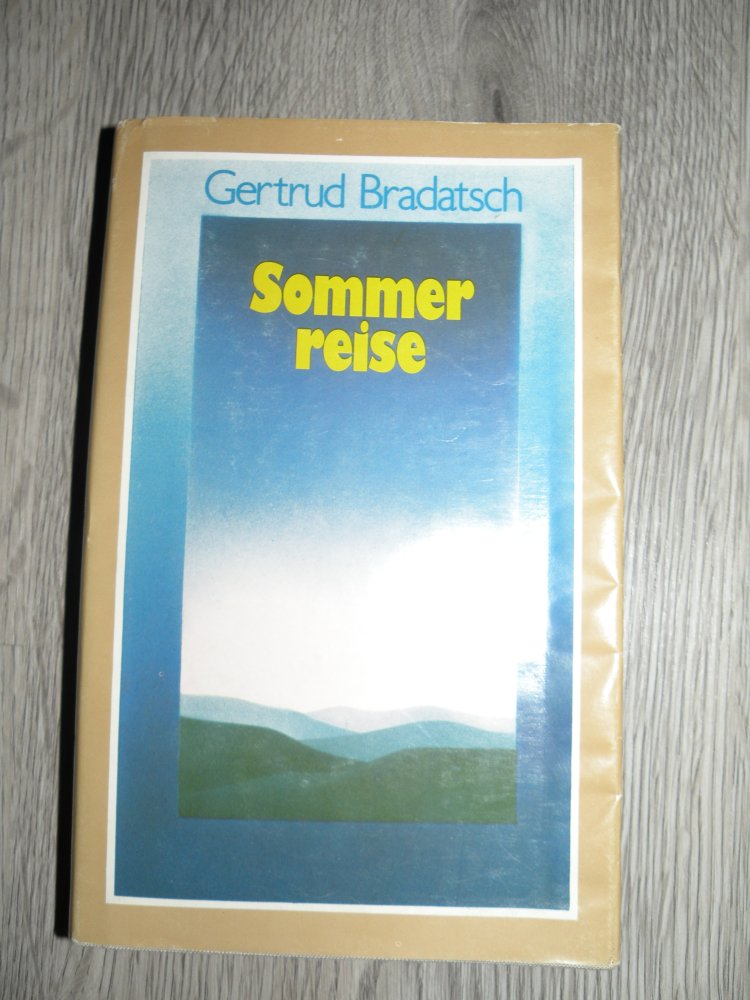 Gertrud Bradatsch
Sommer
reise